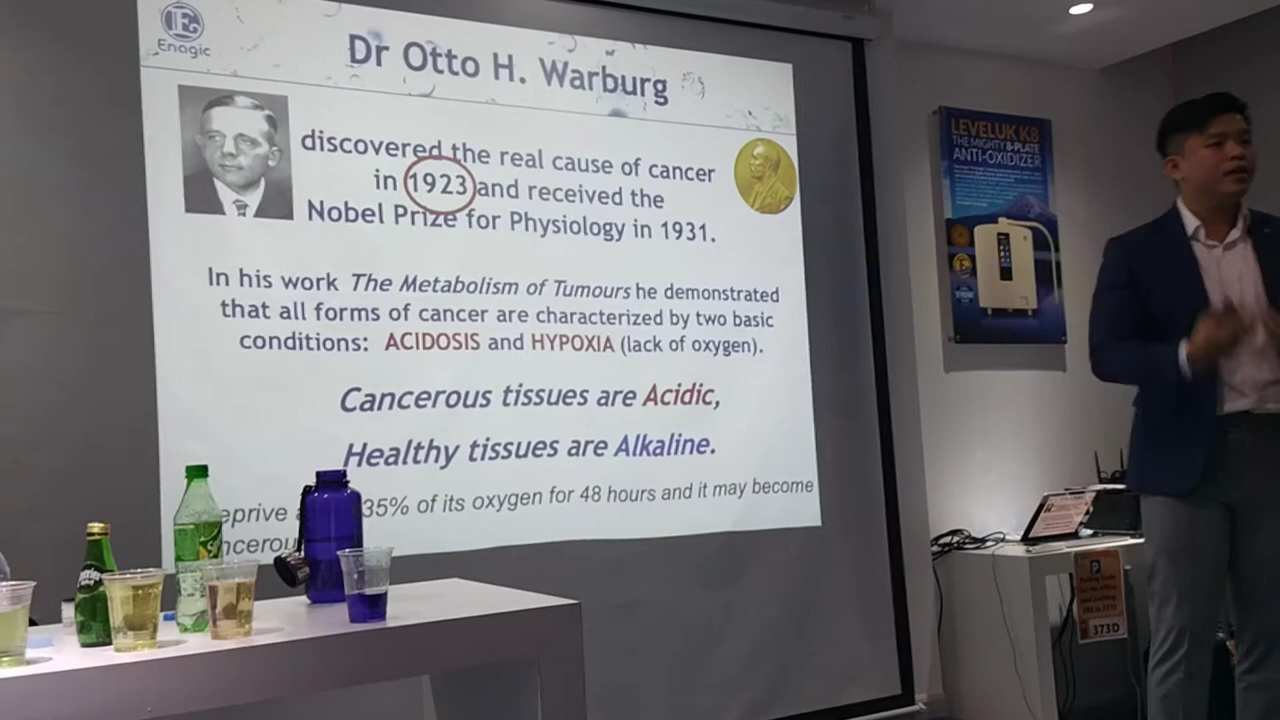 Enagic
Dr Otto H. Warburg
discovered the real cause of cancer
in 1923 and received the
Nobel Prize for Physiology in 1931.
In his work The Metabolism of Tumours he demonstrated
that all forms of cancer are characterized by two basic
conditions: ACIDOSIS and HYPOXIA (lack of oxygen).
Cancerous tissues are Acidic,
Healthy tissues are Alkaline.
eprive 35% of its oxygen for 48 hours and it may become
ncerou
LEVELUK K8
THE MIGHTY 8-PLATE
ANTI-OXIDIZER
perrier
P
373D